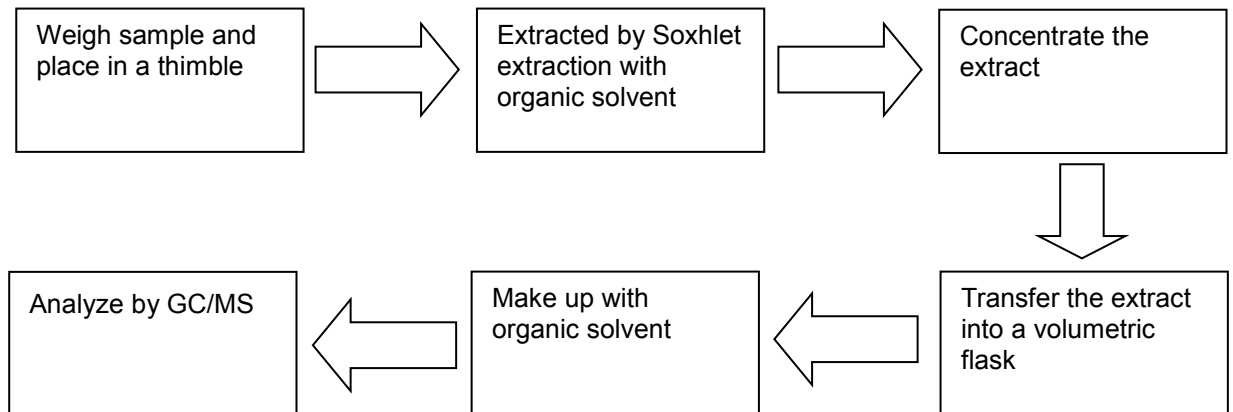 Weigh sample and
place in a thimble
Extracted by Soxhlet
extraction with
organic solvent
Concentrate the
extract
Transfer the extract
into a volumetric
flask
Make up with
organic solvent
Analyze by GC/MS